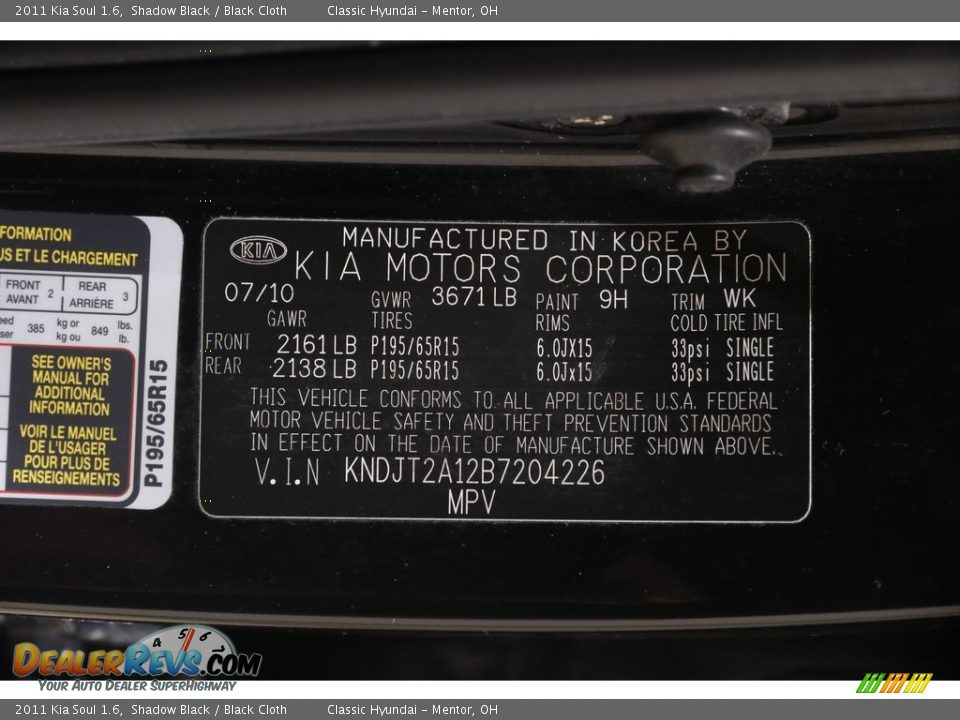 2011 Kia Soul 1.6, Shadow Black / Black Cloth Classic Hyundai - Mentor, OH
FORMATION
US ET LE CHARGEMENT
FRONT AVANT 2 REAR ARRIÈRE 3
385 kg or kg ou 849 lbs. lb.
SEE OWNER'S
MANUAL FOR
ADDITIONAL
INFORMATION
VOIR LE MANUEL
DE L'USAGER
POUR PLUS DE
RENSEIGNEMENTS
P195/65R15
KIA
MANUFACTURED IN KOREA BY
KIA MOTORS CORPORATION
07/10 GVWR 3671 LB PAINT 9H TRIM WK
GAWR TIRES RIMS COLD TIRE INFL
FRONT 2161 LB P195/65R15 6.0JX15 33psi SINGLE
REAR 2138 LB P195/65R15 6.0Jx15 33psi SINGLE
THIS VEHICLE CONFORMS TO ALL APPLICABLE U.S.A. FEDERAL
MOTOR VEHICLE SAFETY AND THEFT PREVENTION STANDARDS
IN EFFECT ON THE DATE OF MANUFACTURE SHOWN ABOVE..
V.I.N KNDJT2A12B7204226
MPV
4 5 6 7
DEALERREVS.COM
YOUR AUTO DEALER SUPERHIGHWAY
2011 Kia Soul 1.6, Shadow Black / Black Cloth Classic Hyundai - Mentor, OH